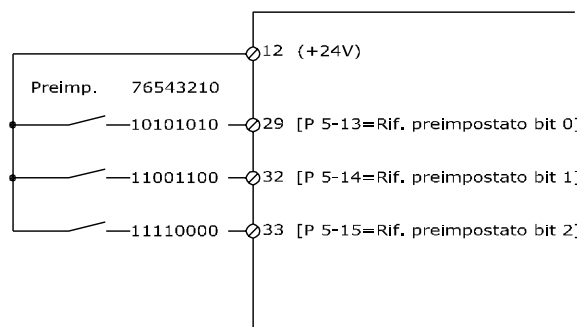 12 (+24V)
Preimp. 76543210
10101010 29 [P 5-13=Rif. preimpostato bit 0]
11001100 32 [P 5-14=Rif. preimpostato bit 1]
11110000 33 [P 5-15=Rif. preimpostato bit 2]